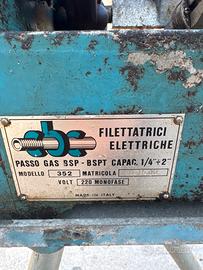 cbc
FILETTATRICI
ELETTRICHE
PASSO GAS BSP - BSPT CAPAC. 1/4"÷2"
MODELLO 352 MATRICOLA
VOLT 220 MONOFASE
MADE IN ITALY